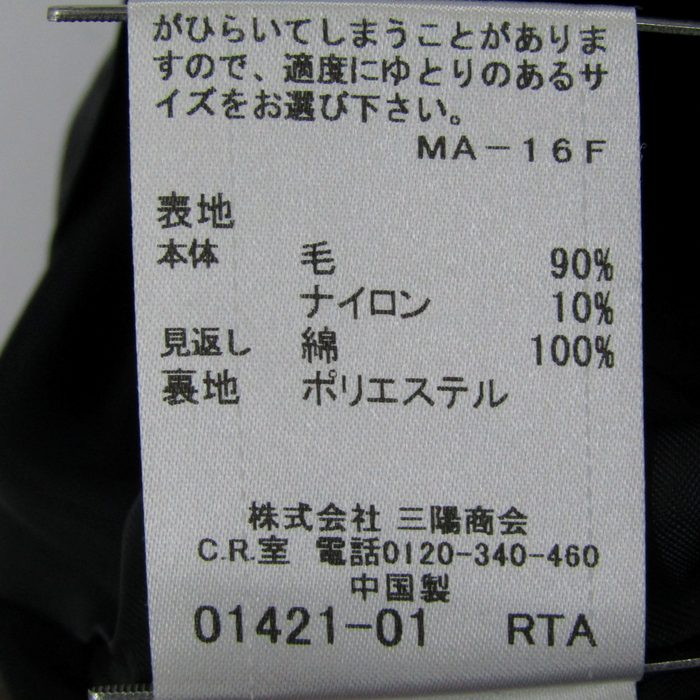 がひらいてしまうことがありま
すので、適度にゆとりのあるサ
イズをお選び下さい。
MA－16F
表地
本体 毛 90%
ナイロン 10%
見返し 綿 100%
裏地 ポリエステル
株式会社 三陽商会
C.R.室 電話0120-340-460
中国製
01421-01 RTA